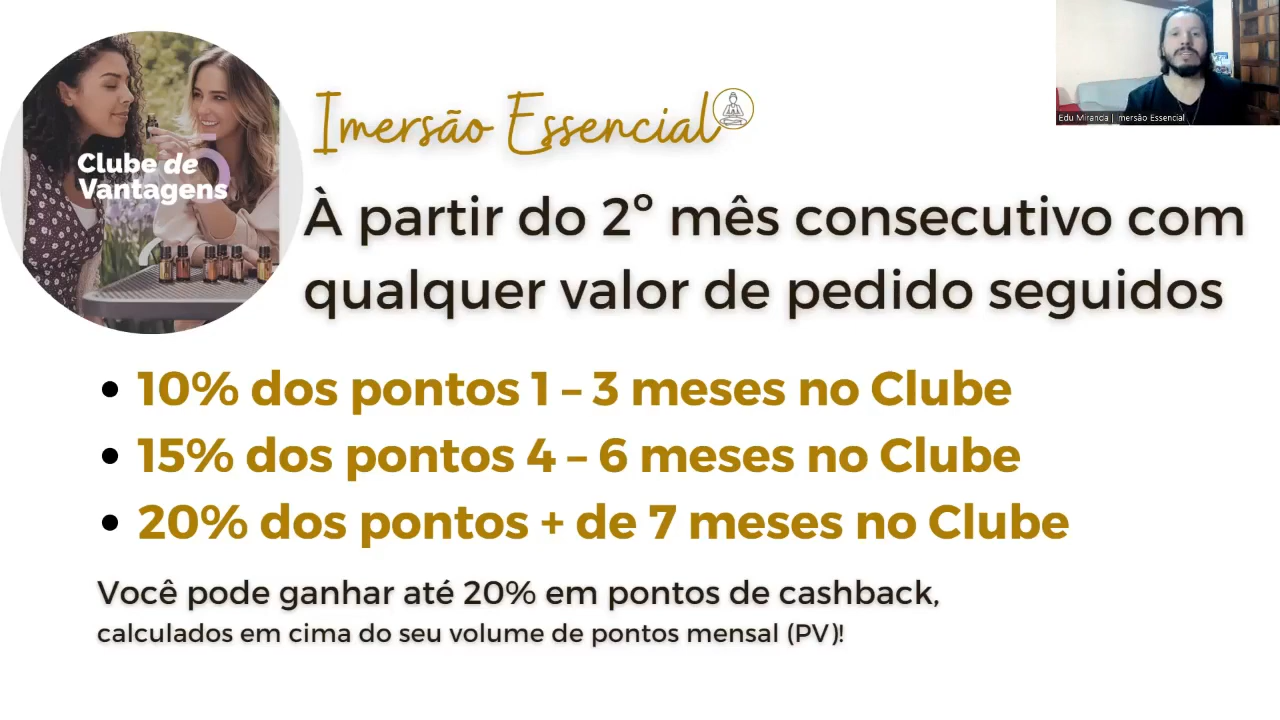 Clube de
Vantagens
Imersão Essencial
Edu Miranda | mersão Essencial
À partir do 2º mês consecutivo com
qualquer valor de pedido seguidos
• 10% dos pontos 1 – 3 meses no Clube
• 15% dos pontos 4 – 6 meses no Clube
• 20% dos pontos + de 7 meses no Clube
Você pode ganhar até 20% em pontos de cashback,
calculados em cima do seu volume de pontos mensal (PV)!